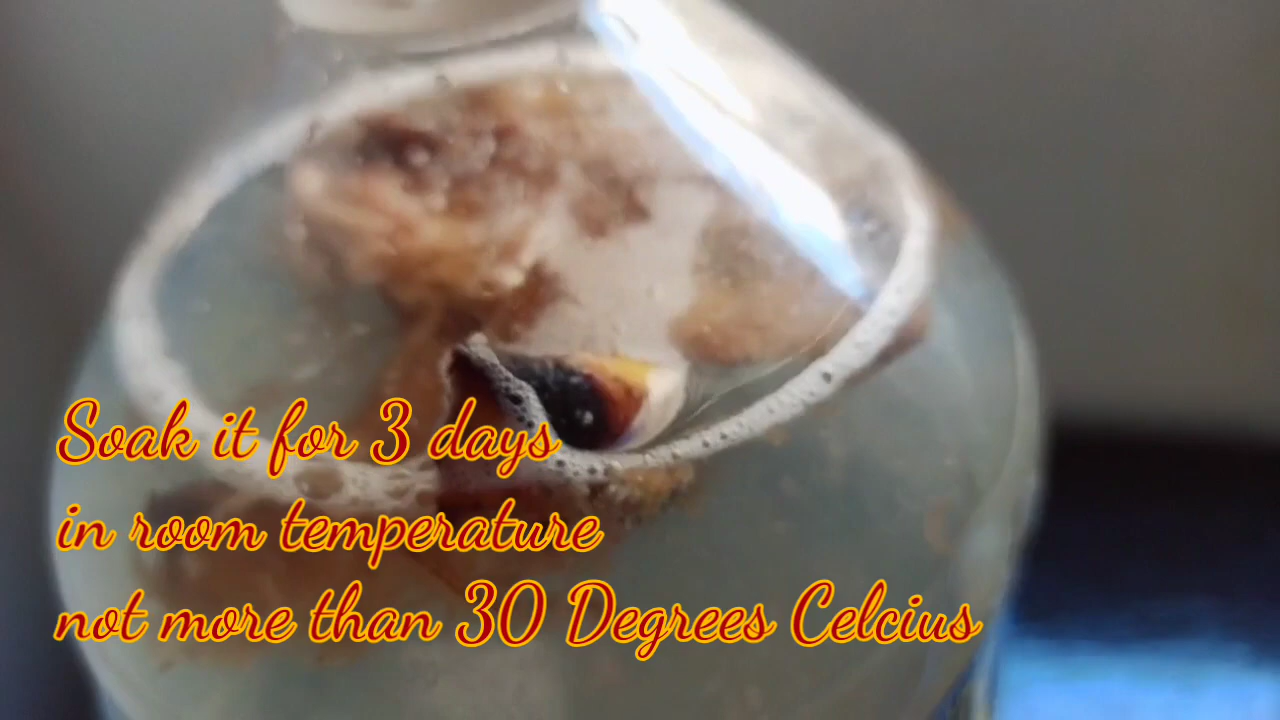 Soak it for 3 days
in room temperature
not more than 30 Degrees Celcius